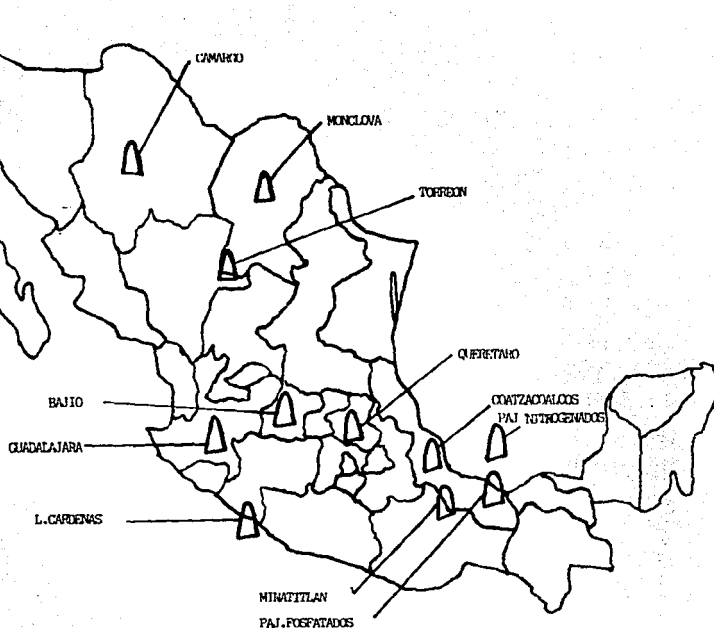 CAMARGO
MONCLOVA
TORREON
QUERETARO
BAJIO
COATZACOALCOS
PAJ NITROGENADOS
GUADALAJARA
L.CARDENAS
MINATITLAN
PAJ.FOSFATADOS